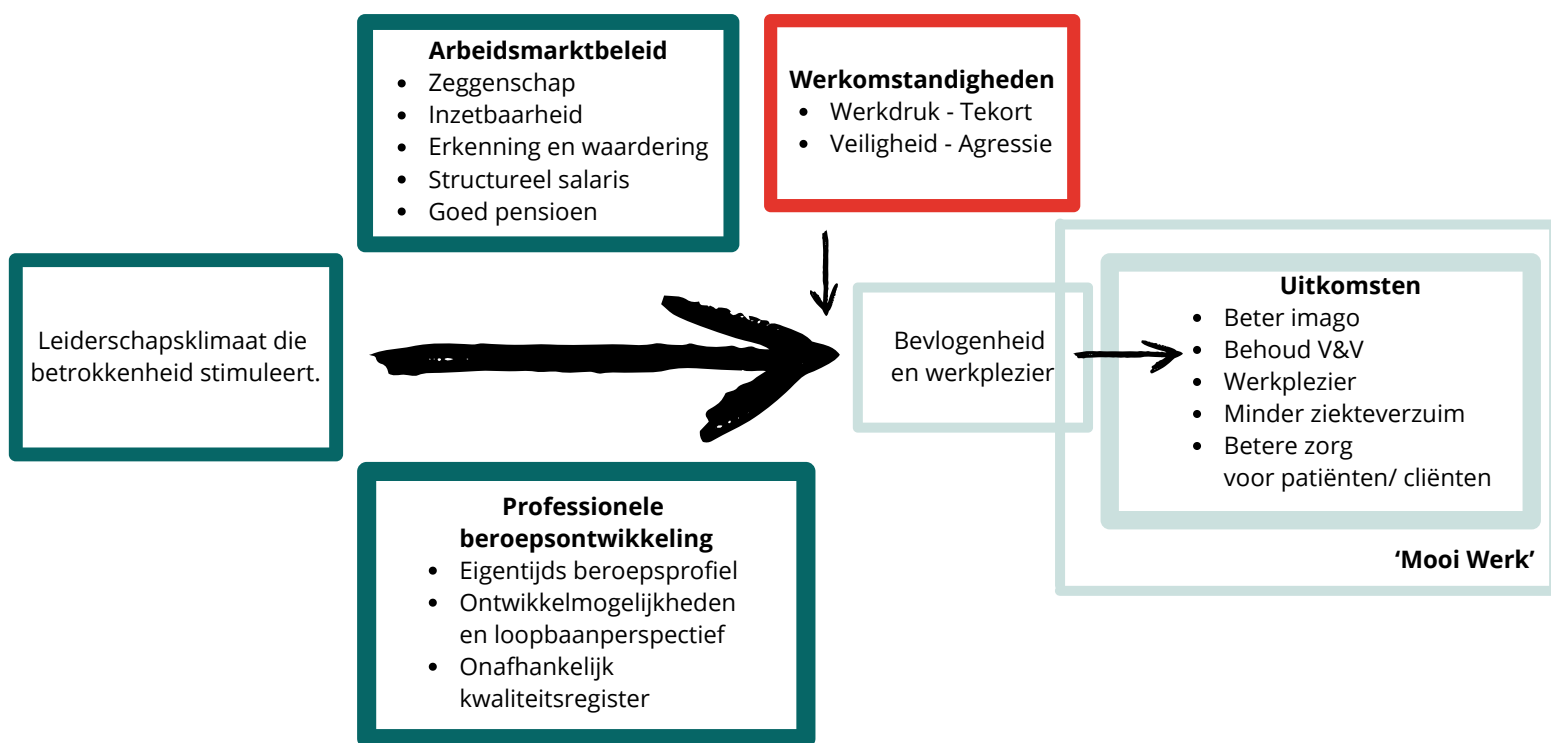 Arbeidsmarktbeleid
• Zeggenschap
• Inzetbaarheid
• Erkenning en waardering
• Structureel salaris
• Goed pensioen
Werkomstandigheden
• Werkdruk - Tekort
• Veiligheid - Agressie
Leiderschapsklimaat die
betrokkenheid stimuleert.
Bevlogenheid
en werkplezier
Uitkomsten
• Beter imago
• Behoud V&V
• Werkplezier
• Minder ziekteverzuim
• Betere zorg
voor patiënten/ cliënten
‘Mooi Werk’
Professionele
beroepsontwikkeling
• Eigentijds beroepsprofiel
• Ontwikkelmogelijkheden
en loopbaanperspectief
• Onafhankelijk
kwaliteitsregister